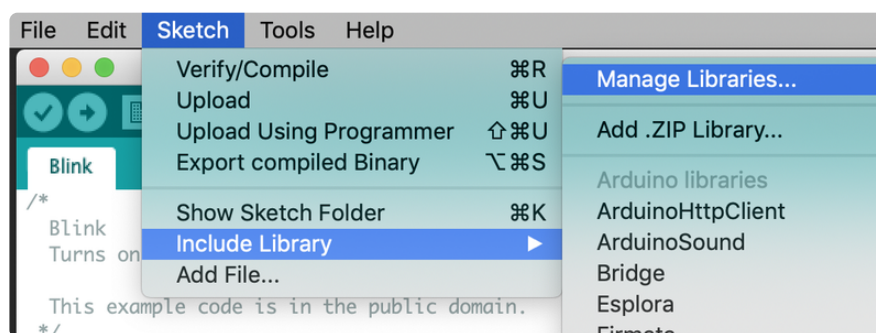 File Edit Sketch Tools Help
Verify/Compile ⌘R
Upload ⌘U
Upload Using Programmer ⇧⌘U
Export compiled Binary ⌥⌘S
Show Sketch Folder ⌘K
Include Library
Add File...
Manage Libraries...
Add .ZIP Library...
Arduino libraries
ArduinoHttpClient
ArduinoSound
Bridge
Esplora
Blink
/*
Blink
Turns on
This example code is in the public domain.
*/